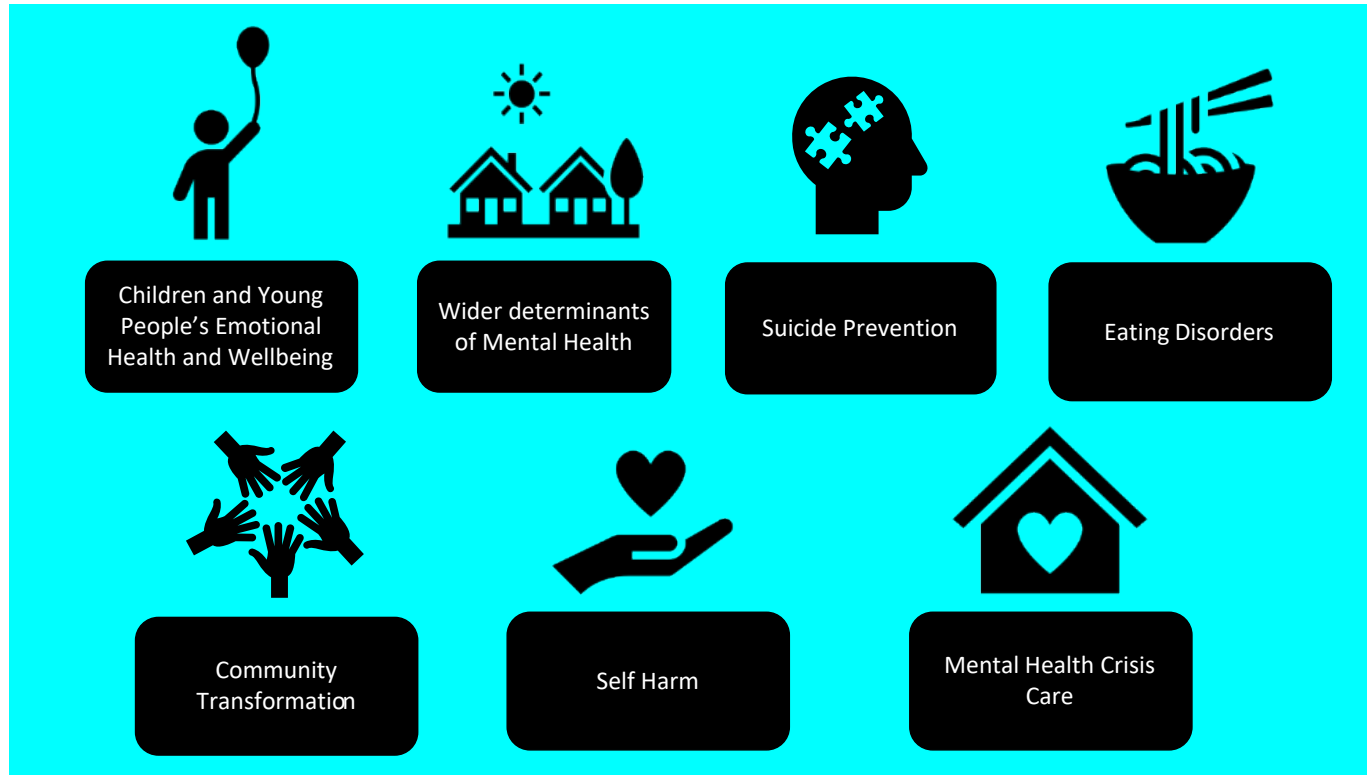 Children and Young
People’s Emotional
Health and Wellbeing
Wider determinants
of Mental Health
Suicide Prevention
Eating Disorders
Community
Transformation
Self Harm
Mental Health Crisis
Care